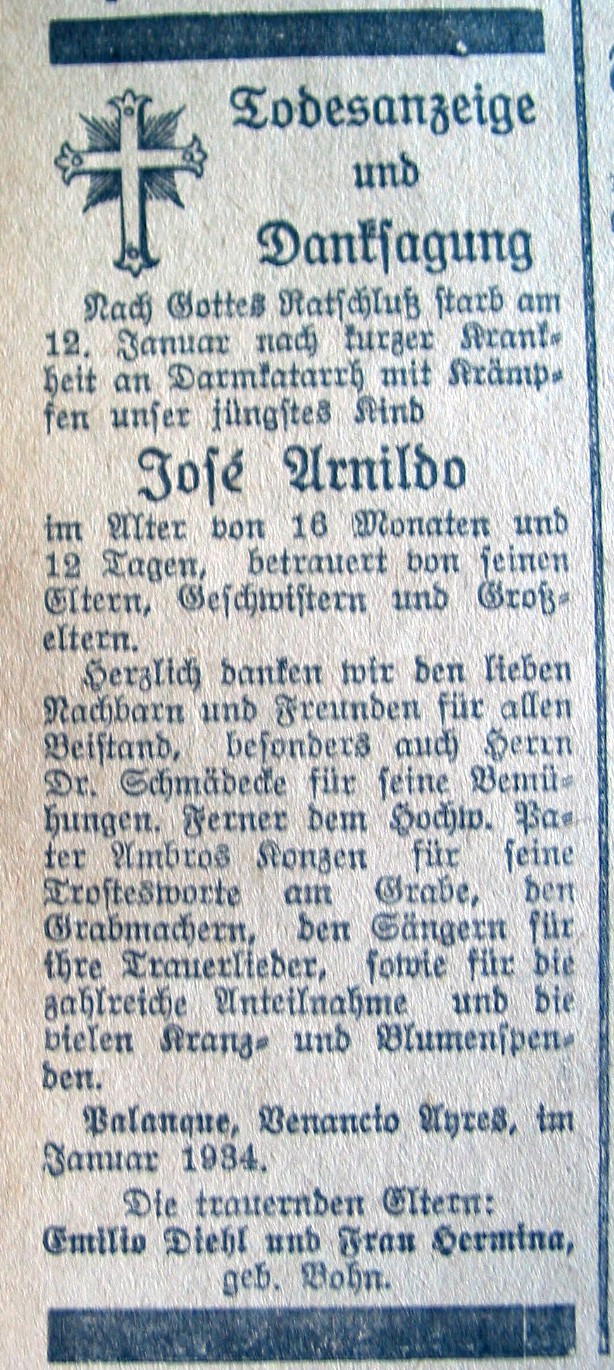 Todesanzeige
und
Danksagung
Nach Gottes Ratschluß starb am
12. Januar nach kurzer Krank-
heit an Darmkatarrh mit Krämp-
fen unser jüngstes Kind
José Arnildo
im Alter von 16 Monaten und
12 Tagen, betrauert von seinen
Eltern, Geschwistern und Groß-
eltern.
Herzlich danken wir den lieben
Nachbarn und Freunden für allen
Beistand, besonders auch Herrn
Dr. Schmädecke für seine Bemü-
hungen. Ferner dem Hochw. Pa-
ter Ambros Konzen für seine
Trostesworte am Grabe, den
Grabmachern, den Sängern für
ihre Trauerlieder, sowie für die
zahlreiche Anteilnahme und die
vielen Kranz- und Blumenspen-
den.
Palanque, Venancio Ayres, im
Januar 1934.
Die trauernden Eltern:
Emilio Diehl und Frau Hermina,
geb. Bohn.